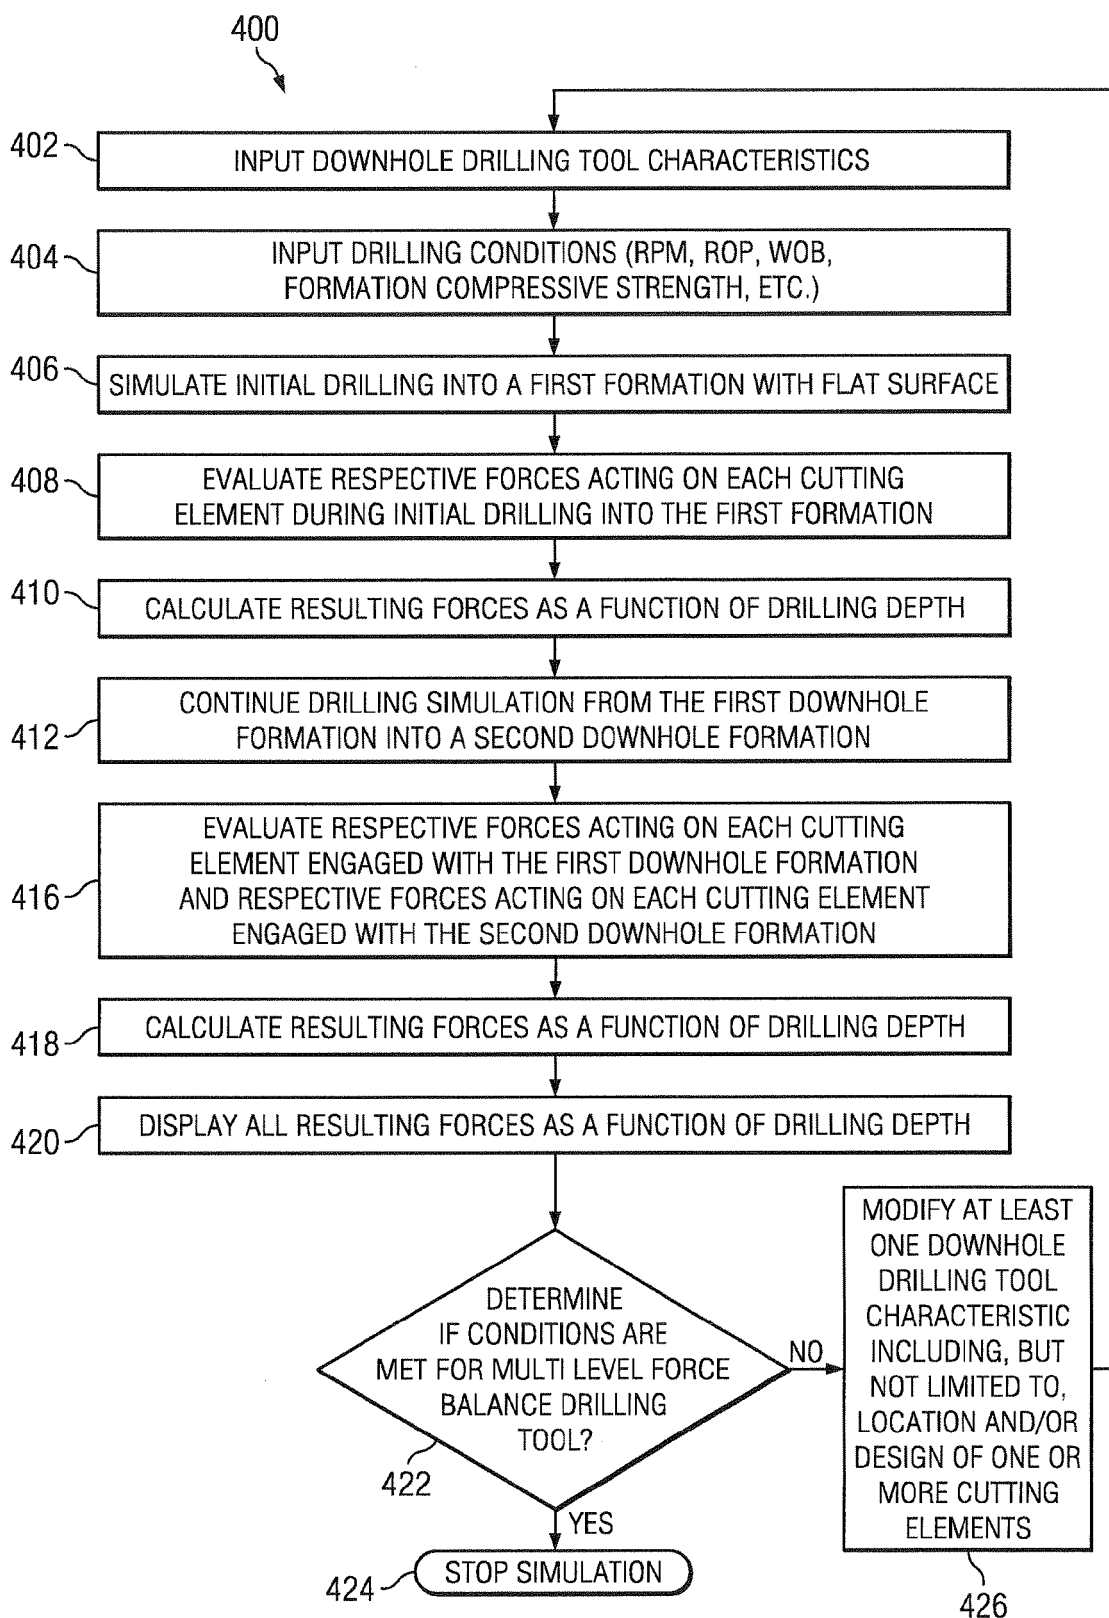 400
402
INPUT DOWNHOLE DRILLING TOOL CHARACTERISTICS
404
INPUT DRILLING CONDITIONS (RPM, ROP, WOB,
FORMATION COMPRESSIVE STRENGTH, ETC.)
406
SIMULATE INITIAL DRILLING INTO A FIRST FORMATION WITH FLAT SURFACE
408
EVALUATE RESPECTIVE FORCES ACTING ON EACH CUTTING
ELEMENT DURING INITIAL DRILLING INTO THE FIRST FORMATION
410
CALCULATE RESULTING FORCES AS A FUNCTION OF DRILLING DEPTH
412
CONTINUE DRILLING SIMULATION FROM THE FIRST DOWNHOLE
FORMATION INTO A SECOND DOWNHOLE FORMATION
416
EVALUATE RESPECTIVE FORCES ACTING ON EACH CUTTING
ELEMENT ENGAGED WITH THE FIRST DOWNHOLE FORMATION
AND RESPECTIVE FORCES ACTING ON EACH CUTTING ELEMENT
ENGAGED WITH THE SECOND DOWNHOLE FORMATION
418
CALCULATE RESULTING FORCES AS A FUNCTION OF DRILLING DEPTH
420
DISPLAY ALL RESULTING FORCES AS A FUNCTION OF DRILLING DEPTH
DETERMINE
IF CONDITIONS ARE
MET FOR MULTI LEVEL FORCE
BALANCE DRILLING
TOOL?
422
NO
MODIFY AT LEAST
ONE DOWNHOLE
DRILLING TOOL
CHARACTERISTIC
INCLUDING, BUT
NOT LIMITED TO,
LOCATION AND/OR
DESIGN OF ONE OR
MORE CUTTING
ELEMENTS
426
YES
424
STOP SIMULATION